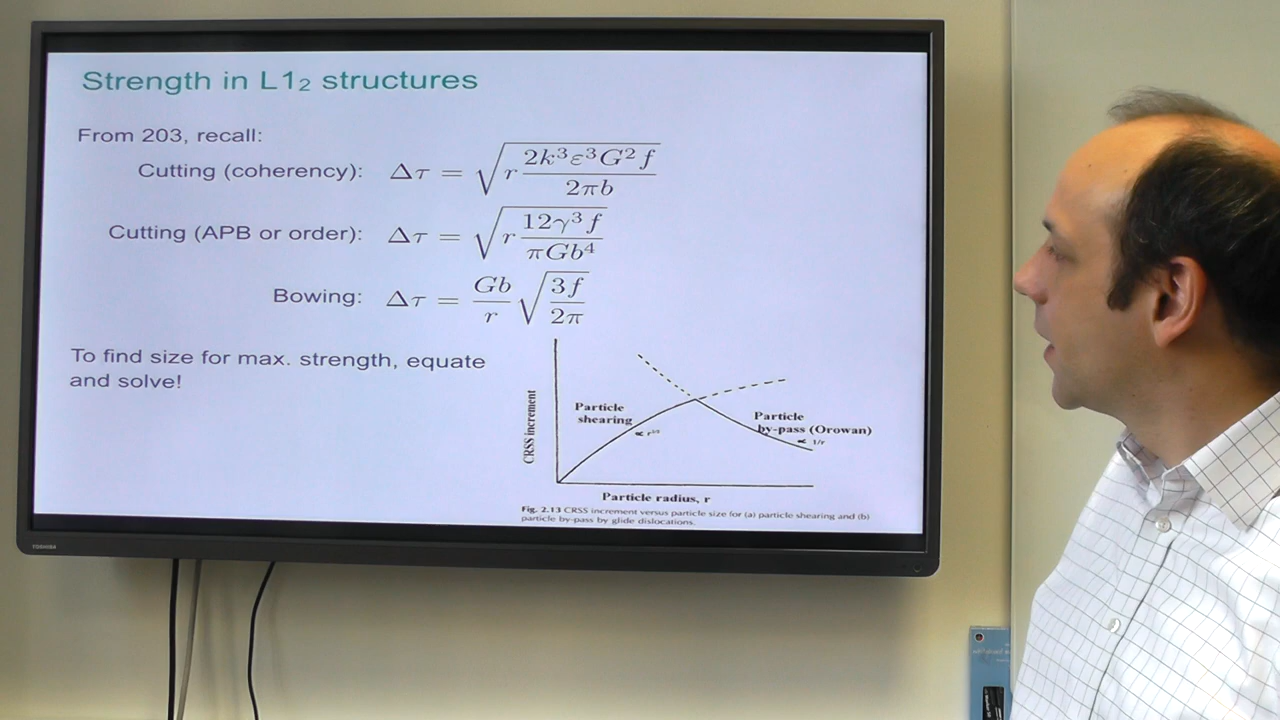 Strength in L1₂ structures
From 203, recall:
Cutting (coherency): Δτ = √(r 2k³ε³G²f / 2πb)
Cutting (APB or order): Δτ = √(r 12γ³f / πGb⁴)
Bowing: Δτ = Gb/r √(3f / 2π)
To find size for max. strength, equate
and solve!
CRSS increment
Particle
shearing
∝ r^1/2
Particle
by-pass (Orowan)
∝ 1/r
Particle radius, r
Fig. 2.13 CRSS increment versus particle size for (a) particle shearing and (b)
particle by-pass by glide dislocations.
TOSHIBA